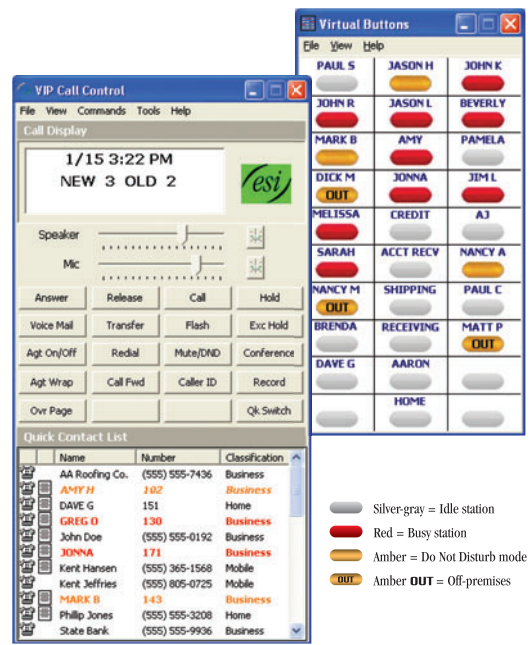 Virtual Buttons
File View Help
PAUL S JASON H JOHN K
JOHN R JASON L BEVERLY
MARK B AMY PAMELA
DICK M JONNA JIM L
OUT
MELISSA CREDIT AJ
SARAH ACCT RECV NANCY A
NANCY M SHIPPING PAUL C
OUT
BRENDA RECEIVING MATT P
OUT
DAVE G AARON
HOME
VIP Call Control
File View Commands Tools Help
Call Display
1/15 3:22 PM
NEW 3 OLD 2
esi
Speaker
Mic
Answer Release Call Hold
Voice Mail Transfer Flash Exc Hold
Agt On/Off Redial Mute/DND Conference
Agt Wrap Call Fwd Caller ID Record
Ovr Page Qk Switch
Quick Contact List
Name Number Classification
AA Roofing Co. (555) 555-7436 Business
AMY H 102 Business
DAVE G 151 Home
GREG O 130 Business
John Doe (555) 555-0192 Business
JONNA 171 Business
Kent Hansen (555) 365-1568 Mobile
Kent Jeffries (555) 805-0725 Mobile
MARK B 143 Business
Phillip Jones (555) 555-3208 Home
State Bank (555) 555-9936 Business
Silver-gray = Idle station
Red = Busy station
Amber = Do Not Disturb mode
OUT Amber OUT = Off-premises